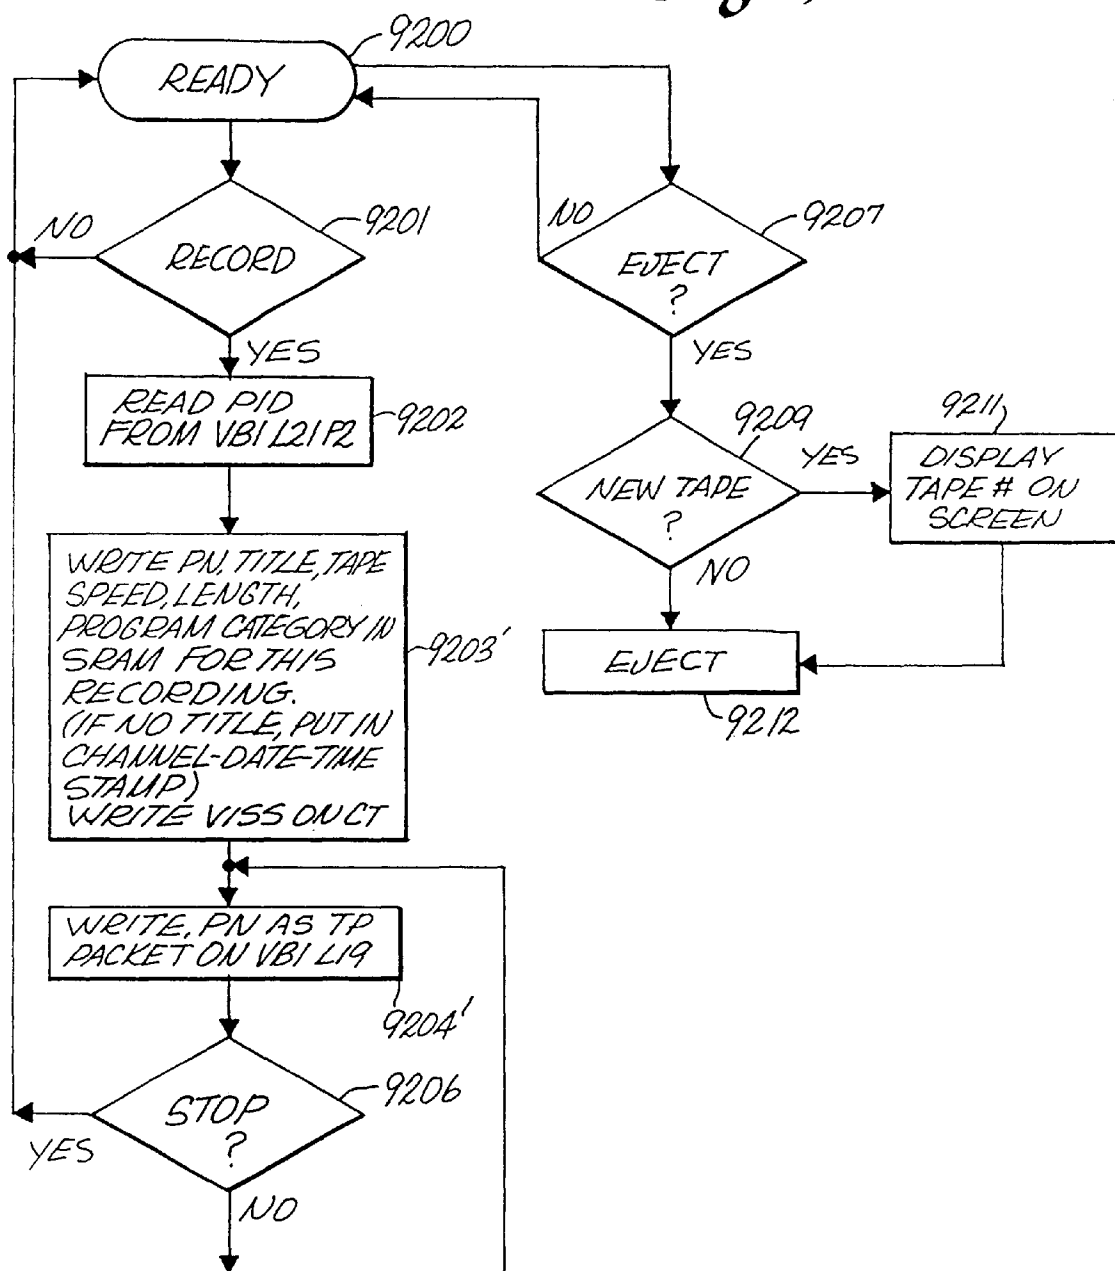 9200
READY
NO
RECORD
9201
YES
READ PID
FROM VBI L21F2
9202
WRITE PN, TITLE, TAPE
SPEED, LENGTH,
PROGRAM CATEGORY IN
SRAM FOR THIS
RECORDING.
(IF NO TITLE, PUT IN
CHANNEL-DATE-TIME
STAMP)
WRITE VISS ON CT
9203'
WRITE, PN AS TP
PACKET ON VBI L19
9204'
STOP
?
9206
YES
NO
NO
EJECT
?
9207
YES
NEW TAPE
?
9209
YES
NO
9211
DISPLAY
TAPE # ON
SCREEN
EJECT
9212